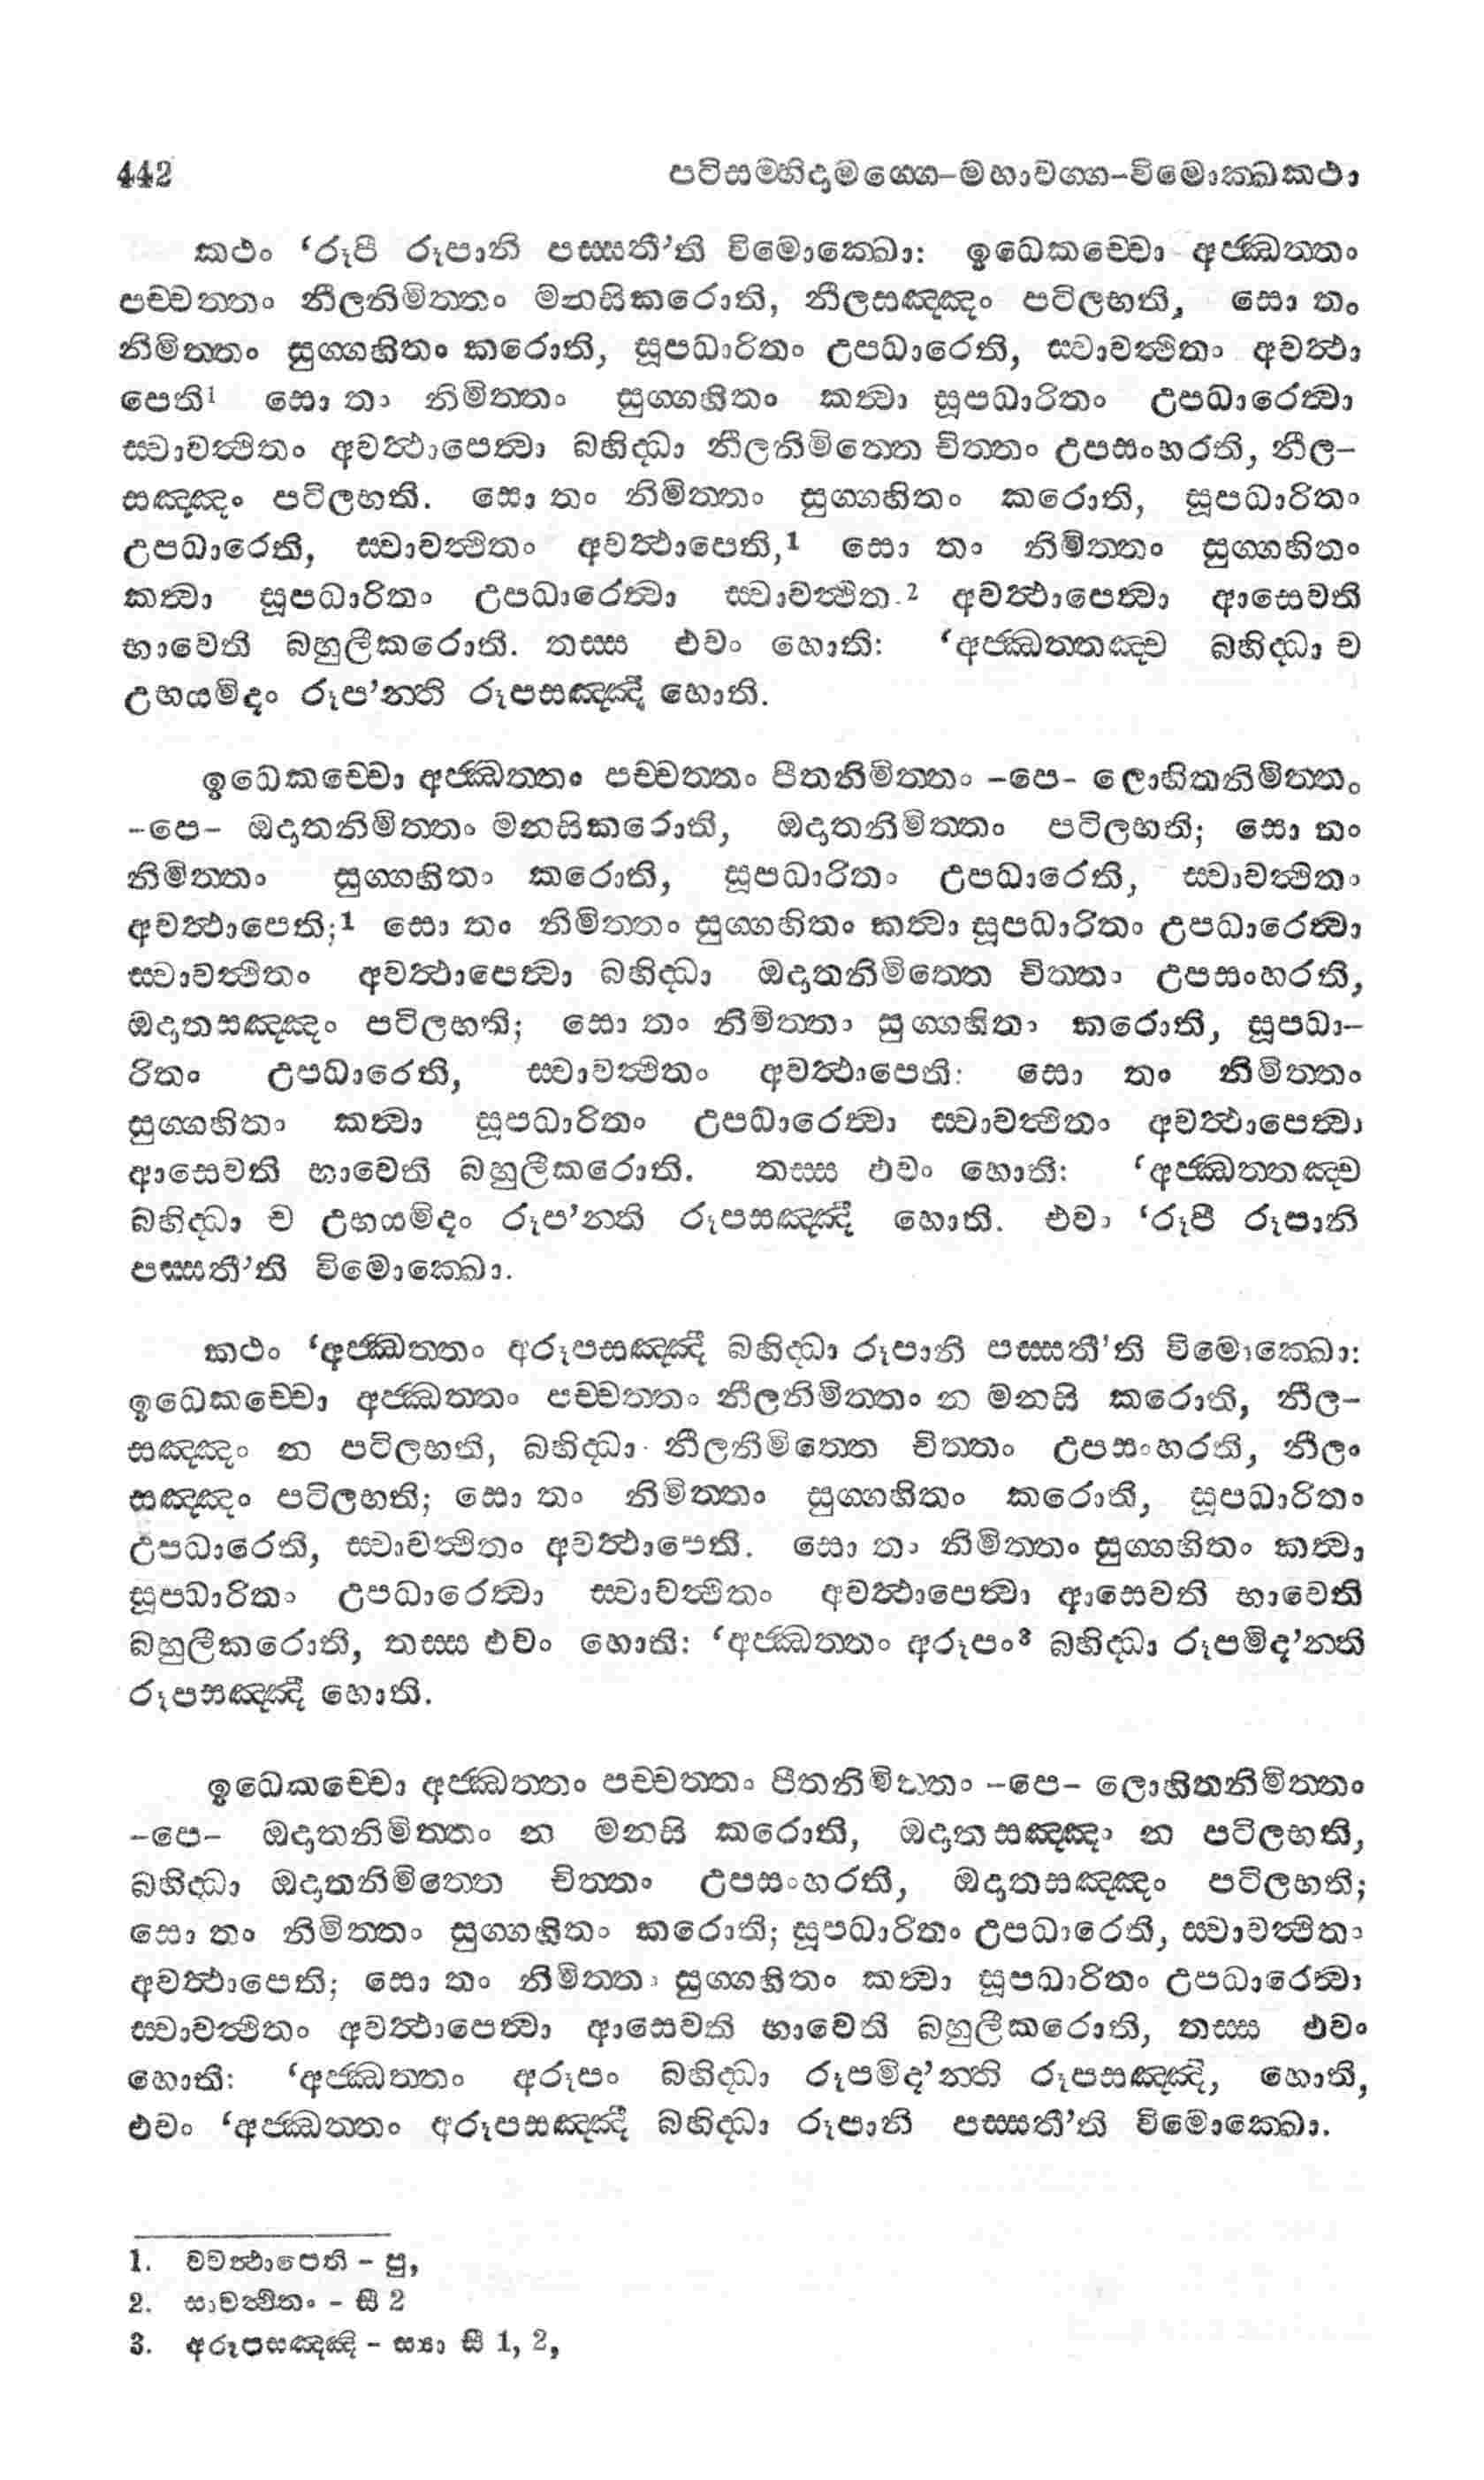 442 පටිසම්භිදාමග්ග-මහාවග්ග-විමොක්ඛකථා
කථං ‘රූපී රූපානි පස්සතී’ති විමොක්ඛො: ඉධෙකච්චො අජ්ඣත්තං
පච්චත්තං නීලනිමිත්තං මනසිකරොති, නීලසඤ්ඤං පටිලභති, සො තං
නිමිත්තං සුග්ගහිතං කරොති, සූපධාරිතං උපධාරෙති, ස්වාවත්ථිතං අවත්ථා
පෙති1 සො තං නිමිත්තං සුග්ගහිතං කත්වා සූපධාරිතං උපධාරෙත්වා
ස්වාවත්ථිතං අවත්ථාපෙත්වා බහිද්ධා නීලනිමිත්තෙ චිත්තං උපසංහරති, නීල-
සඤ්ඤං පටිලභති. සො තං නිමිත්තං සුග්ගහිතං කරොති, සූපධාරිතං
උපධාරෙති, ස්වාවත්ථිතං අවත්ථාපෙති,1 සො තං නිමිත්තං සුග්ගහිතං
කත්වා සූපධාරිතං උපධාරෙත්වා ස්වාවත්ථිත.2 අවත්ථාපෙත්වා ආසෙවති
භාවෙති බහුලීකරොති. තස්ස එවං හොති: ‘අජ්ඣත්තඤ්ච බහිද්ධා ච
උභයමිදං රූප’න්ති රූපසඤ්ඤී හොති.
ඉධෙකච්චො අජ්ඣත්තං පච්චත්තං පීතනිමිත්තං -පෙ- ලොහිතනිමිත්තං
-පෙ- ඔදාතනිමිත්තං මනසිකරොති, ඔදාතනිමිත්තං පටිලභති; සො තං
නිමිත්තං සුග්ගහිතං කරොති, සූපධාරිතං උපධාරෙති, ස්වාවත්ථිතං
අවත්ථාපෙති;1 සො තං නිමිත්තං සුග්ගහිතං කත්වා සූපධාරිතං උපධාරෙත්වා
ස්වාවත්ථිතං අවත්ථාපෙත්වා බහිද්ධා ඔදාතනිමිත්තෙ චිත්තං උපසංහරති,
ඔදාතසඤ්ඤං පටිලභති; සො තං නිමිත්තං සුග්ගහිතං කරොති, සූපධා-
රිතං උපධාරෙති, ස්වාවත්ථිතං අවත්ථාපෙති: සො තං නිමිත්තං
සුග්ගහිතං කත්වා සූපධාරිතං උපධාරෙත්වා ස්වාවත්ථිතං අවත්ථාපෙත්වා
ආසෙවති භාවෙති බහුලීකරොති. තස්ස එවං හොති: ‘අජ්ඣත්තඤ්ච
බහිද්ධා ච උභයමිදං රූප’න්ති රූපසඤ්ඤී හොති. එවං ‘රූපී රූපානි
පස්සතී’ති විමොක්ඛො.
කථං ‘අජ්ඣත්තං අරූපසඤ්ඤී බහිද්ධා රූපානි පස්සතී’ති විමොක්ඛො:
ඉධෙකච්චො අජ්ඣත්තං පච්චත්තං නීලනිමිත්තං න මනසි කරොති, නීල-
සඤ්ඤං න පටිලභති, බහිද්ධා නීලනිමිත්තෙ චිත්තං උපසංහරති, නීලං
සඤ්ඤං පටිලභති; සො තං නිමිත්තං සුග්ගහිතං කරොති, සූපධාරිතං
උපධාරෙති, ස්වාවත්ථිතං අවත්ථාපෙති. සො තං නිමිත්තං සුග්ගහිතං කත්වා
සූපධාරිතං උපධාරෙත්වා ස්වාවත්ථිතං අවත්ථාපෙත්වා ආසෙවති භාවෙති
බහුලීකරොති, තස්ස එවං හොති: ‘අජ්ඣත්තං අරූපං3 බහිද්ධා රූපමිද’න්ති
රූපසඤ්ඤී හොති.
ඉධෙකච්චො අජ්ඣත්තං පච්චත්තං පීතනිමිත්තං -පෙ- ලොහිතනිමිත්තං
-පෙ- ඔදාතනිමිත්තං න මනසි කරොති, ඔදාතසඤ්ඤං න පටිලභති,
බහිද්ධා ඔදාතනිමිත්තෙ චිත්තං උපසංහරති, ඔදාතසඤ්ඤං පටිලභති;
සො තං නිමිත්තං සුග්ගහිතං කරොති; සූපධාරිතං උපධාරෙති, ස්වාවත්ථිතං
අවත්ථාපෙති; සො තං නිමිත්තං සුග්ගහිතං කත්වා සූපධාරිතං උපධාරෙත්වා
ස්වාවත්ථිතං අවත්ථාපෙත්වා ආසෙවති භාවෙති බහුලීකරොති, තස්ස එවං
හොති: ‘අජ්ඣත්තං අරූපං බහිද්ධා රූපමිද’න්ති රූපසඤ්ඤි, හොති,
එවං ‘අජ්ඣත්තං අරූපසඤ්ඤී බහිද්ධා රූපානි පස්සතී’ති විමොක්ඛො.
1. වවත්ථාපෙති - පු,
2. සාවත්ථිතං - සී 2
3. අරූපසඤ්ඤි - ස්‍යා සී 1, 2,